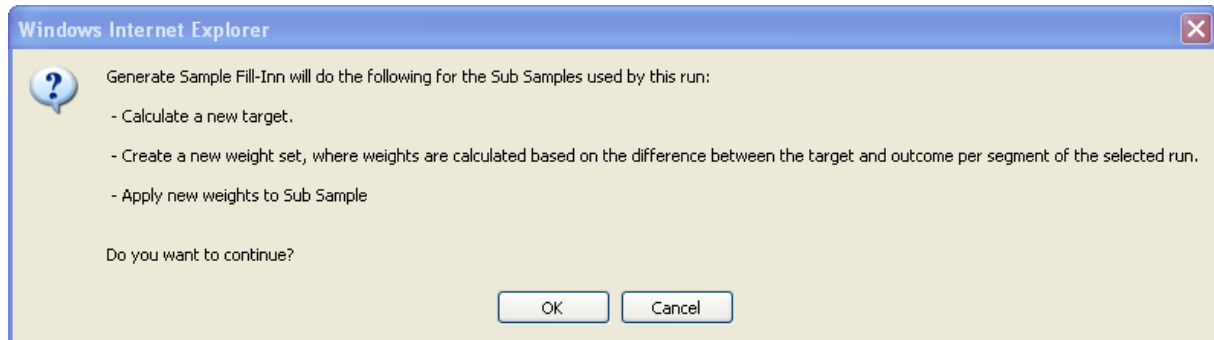 Windows Internet Explorer
Generate Sample Fill-Inn will do the following for the Sub Samples used by this run:
- Calculate a new target.
- Create a new weight set, where weights are calculated based on the difference between the target and outcome per segment of the selected run.
- Apply new weights to Sub Sample
Do you want to continue?
OK Cancel